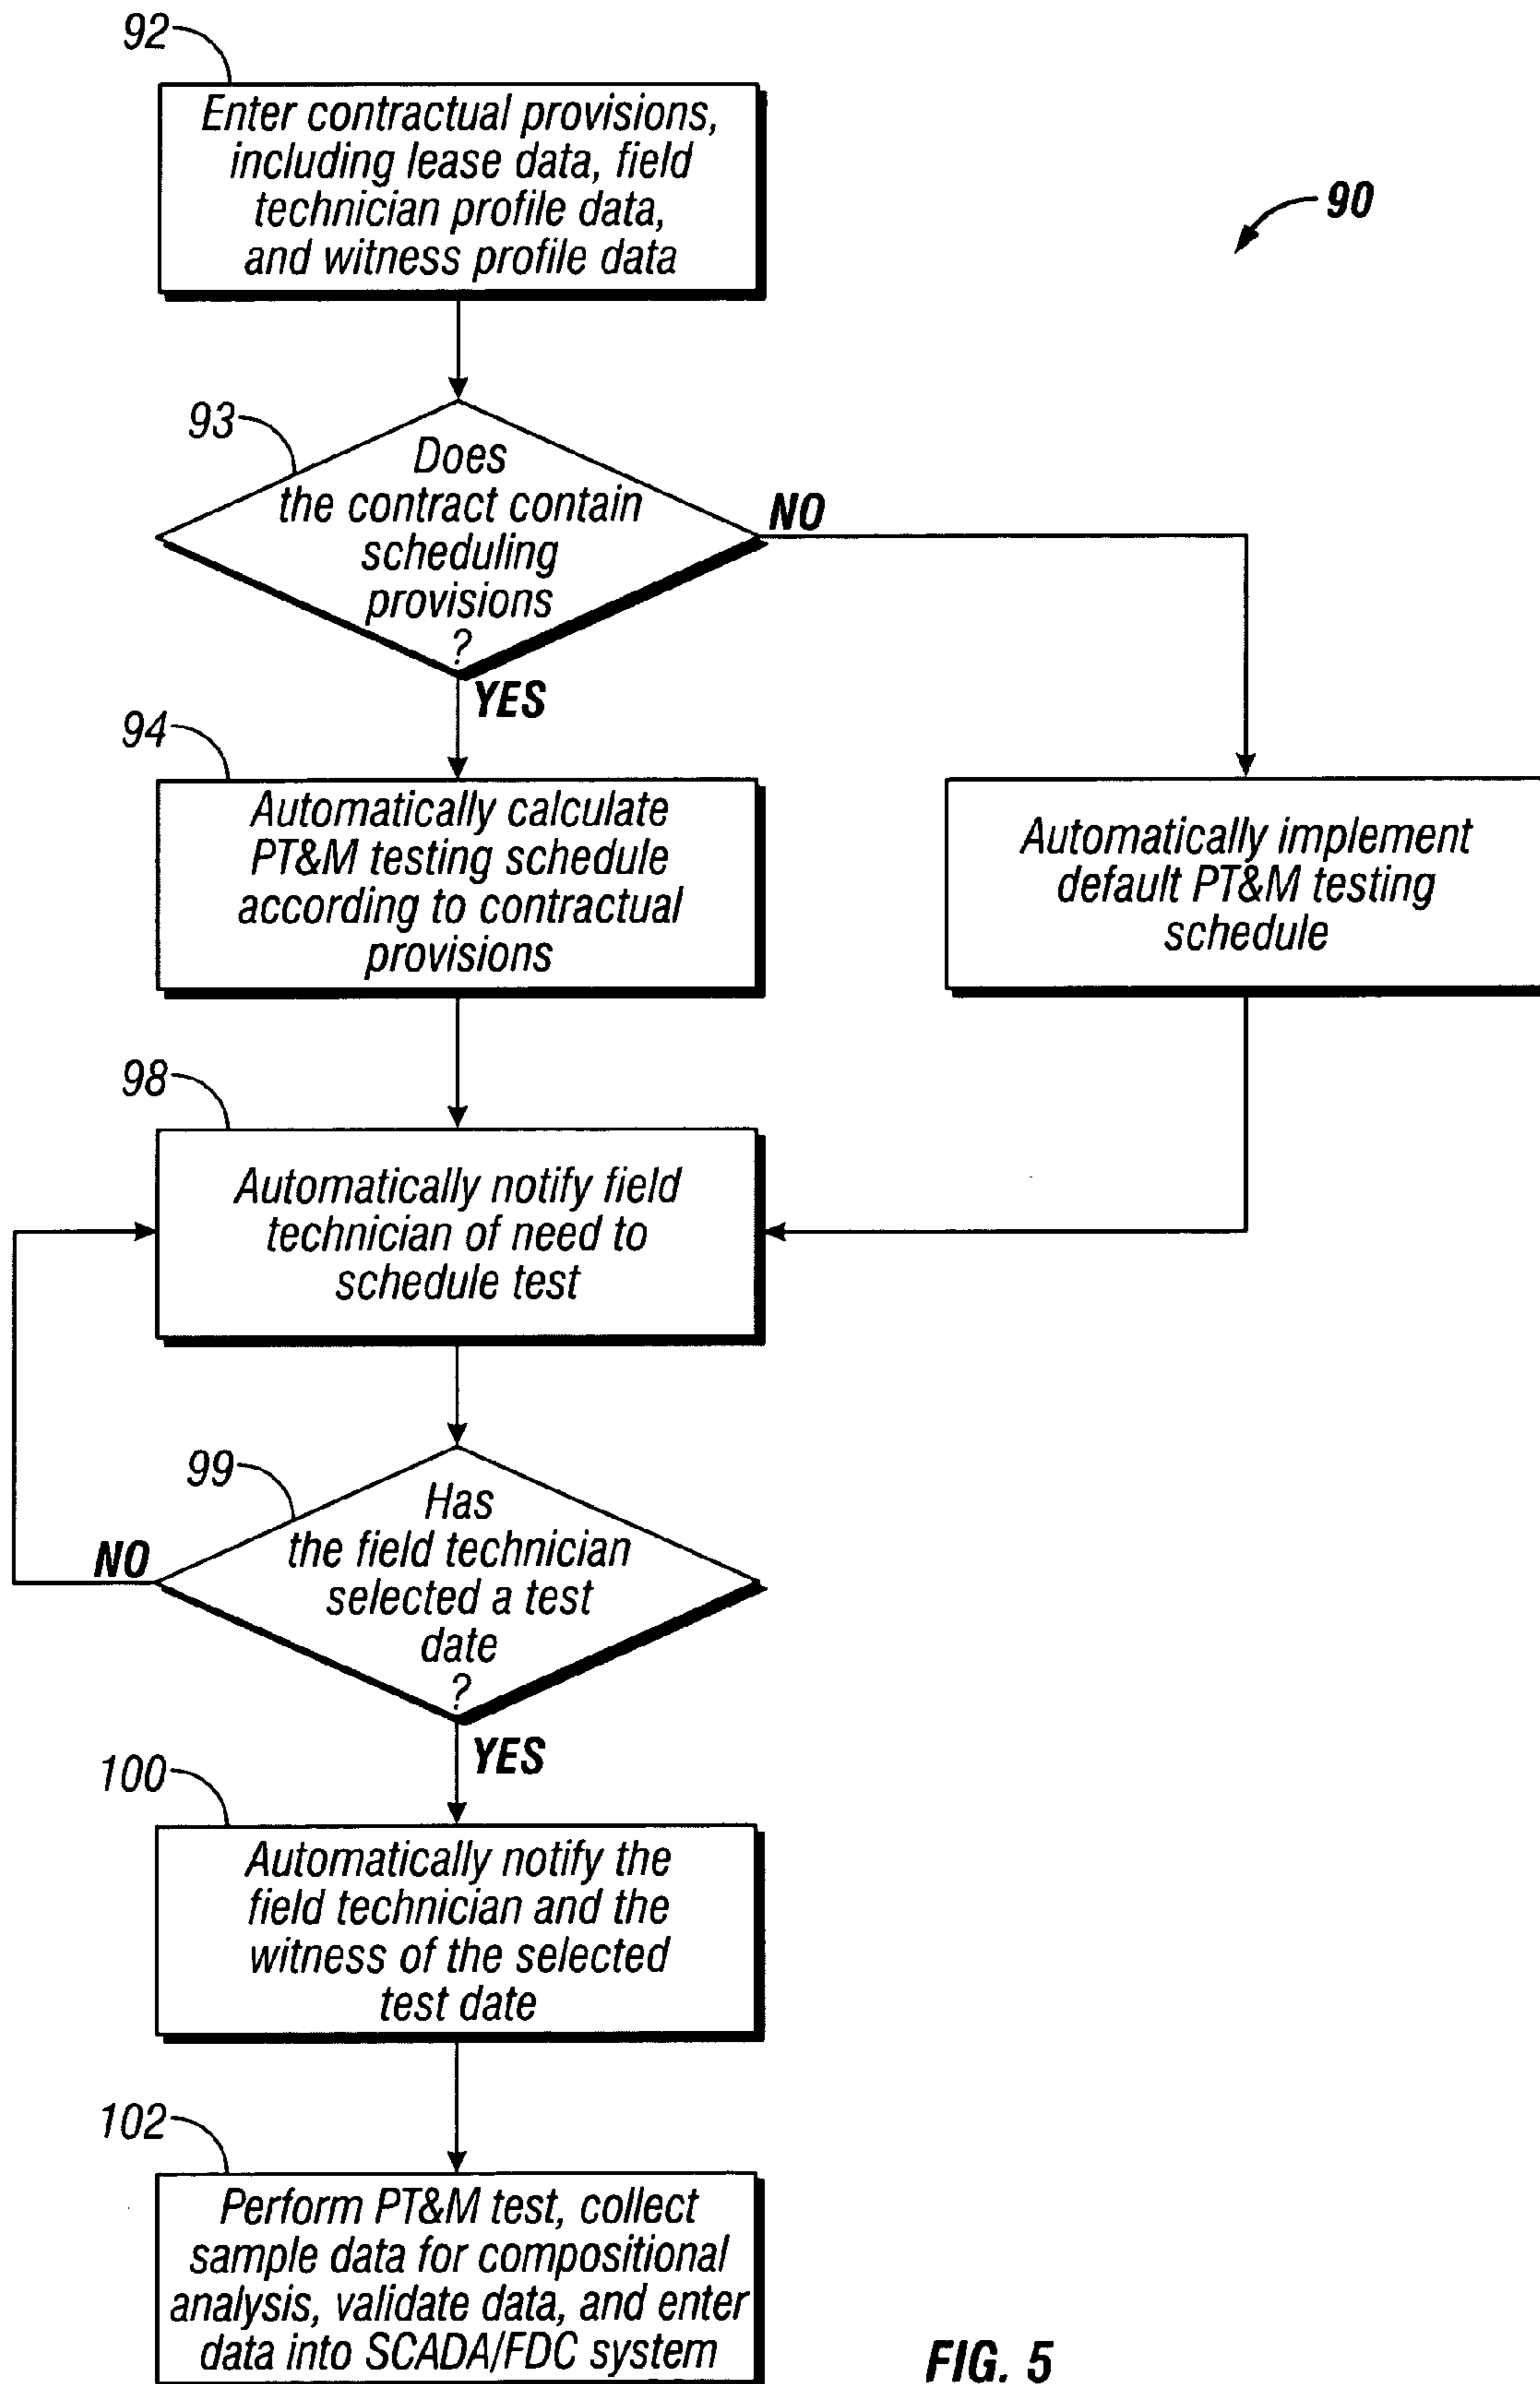 92
Enter contractual provisions,
including lease data, field
technician profile data,
and witness profile data
90
93
Does
the contract contain
scheduling
provisions
?
NO
YES
94
Automatically calculate
PT&M testing schedule
according to contractual
provisions
Automatically implement
default PT&M testing
schedule
98
Automatically notify field
technician of need to
schedule test
99
Has
the field technician
selected a test
date
?
NO
YES
100
Automatically notify the
field technician and the
witness of the selected
test date
102
Perform PT&M test, collect
sample data for compositional
analysis, validate data, and enter
data into SCADA/FDC system
FIG. 5